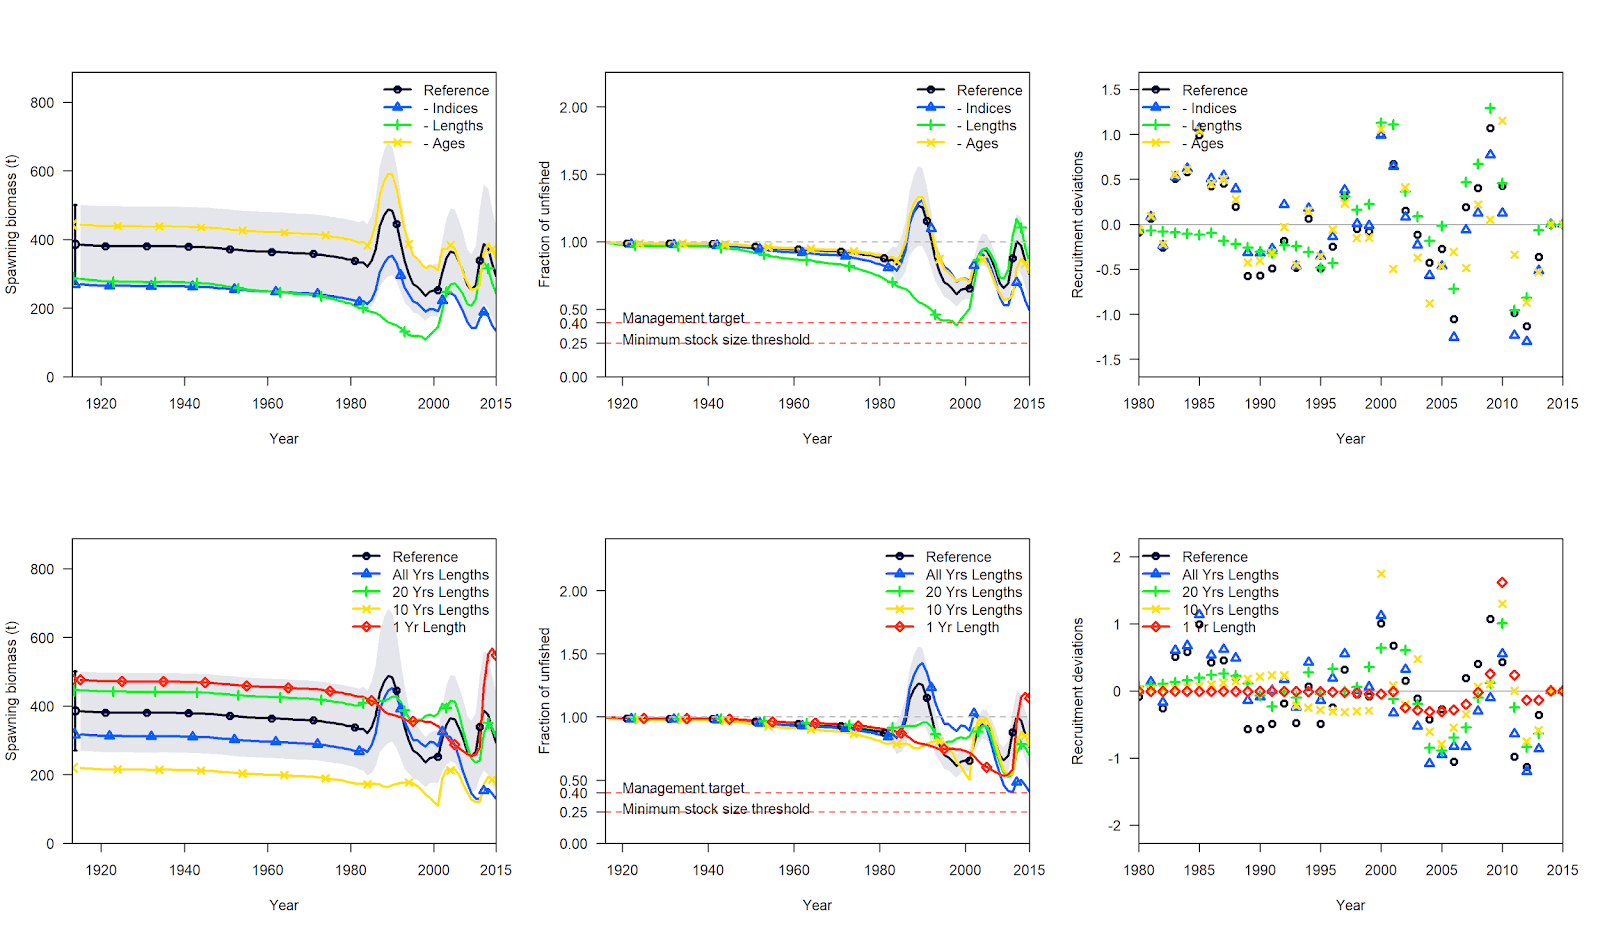 Spawning biomass (t)
800
600
400
200
0
1920 1940 1960 1980 2000 2015
Year
Reference
- Indices
- Lengths
- Ages
Fraction of unfished
2.00
1.50
1.00
0.50
0.40
0.25
0.00
Management target
Minimum stock size threshold
1920 1940 1960 1980 2000 2015
Year
Reference
- Indices
- Lengths
- Ages
Recruitment deviations
1.5
1.0
0.5
0.0
-0.5
-1.0
-1.5
1980 1985 1990 1995 2000 2005 2010 2015
Year
Reference
- Indices
- Lengths
- Ages
Spawning biomass (t)
800
600
400
200
0
1920 1940 1960 1980 2000 2015
Year
Reference
All Yrs Lengths
20 Yrs Lengths
10 Yrs Lengths
1 Yr Length
Fraction of unfished
2.00
1.50
1.00
0.50
0.40
0.25
0.00
Management target
Minimum stock size threshold
1920 1940 1960 1980 2000 2015
Year
Reference
All Yrs Lengths
20 Yrs Lengths
10 Yrs Lengths
1 Yr Length
Recruitment deviations
2
1
0
-1
-2
1980 1985 1990 1995 2000 2005 2010 2015
Year
Reference
All Yrs Lengths
20 Yrs Lengths
10 Yrs Lengths
1 Yr Length